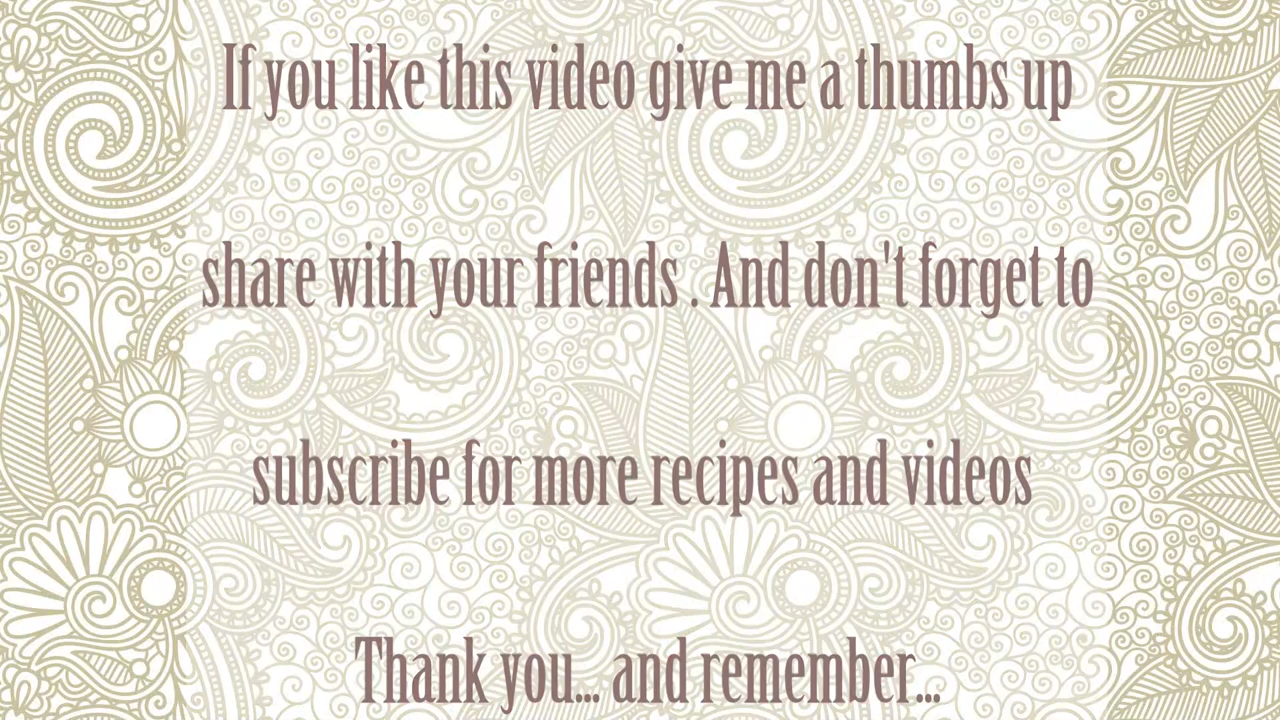 If you like this video give me a thumbs up
share with your friends . And don't forget to
subscribe for more recipes and videos
Thank you... and remember...